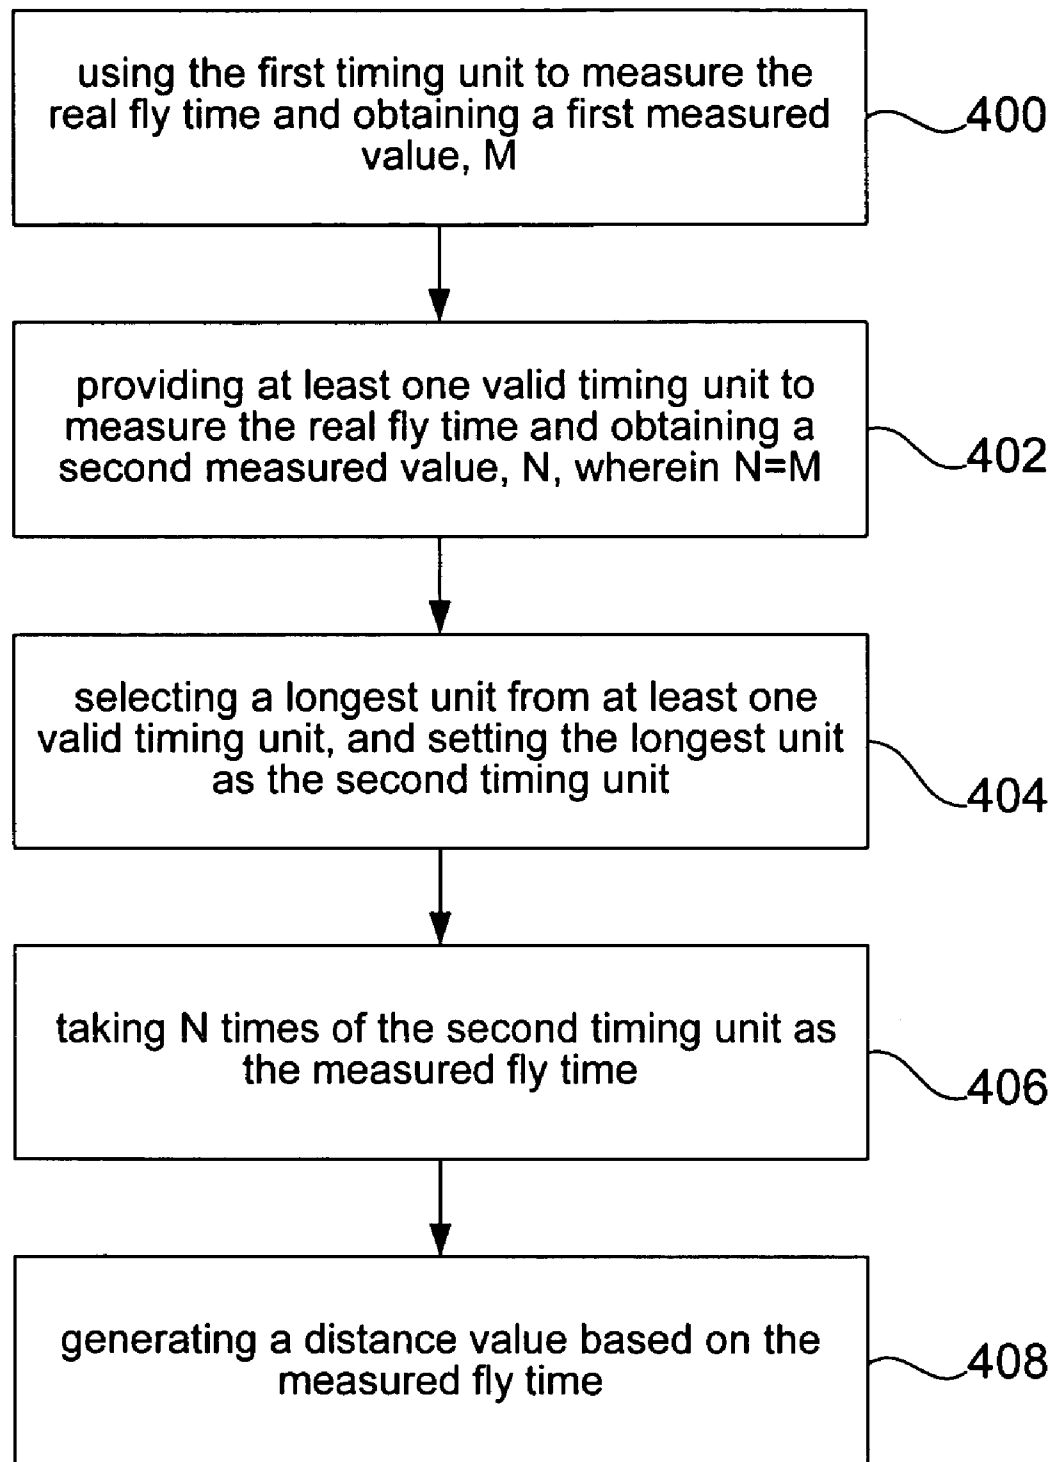 using the first timing unit to measure the
real fly time and obtaining a first measured
value, M
400
providing at least one valid timing unit to
measure the real fly time and obtaining a
second measured value, N, wherein N=M
402
selecting a longest unit from at least one
valid timing unit, and setting the longest unit
as the second timing unit
404
taking N times of the second timing unit as
the measured fly time
406
generating a distance value based on the
measured fly time
408